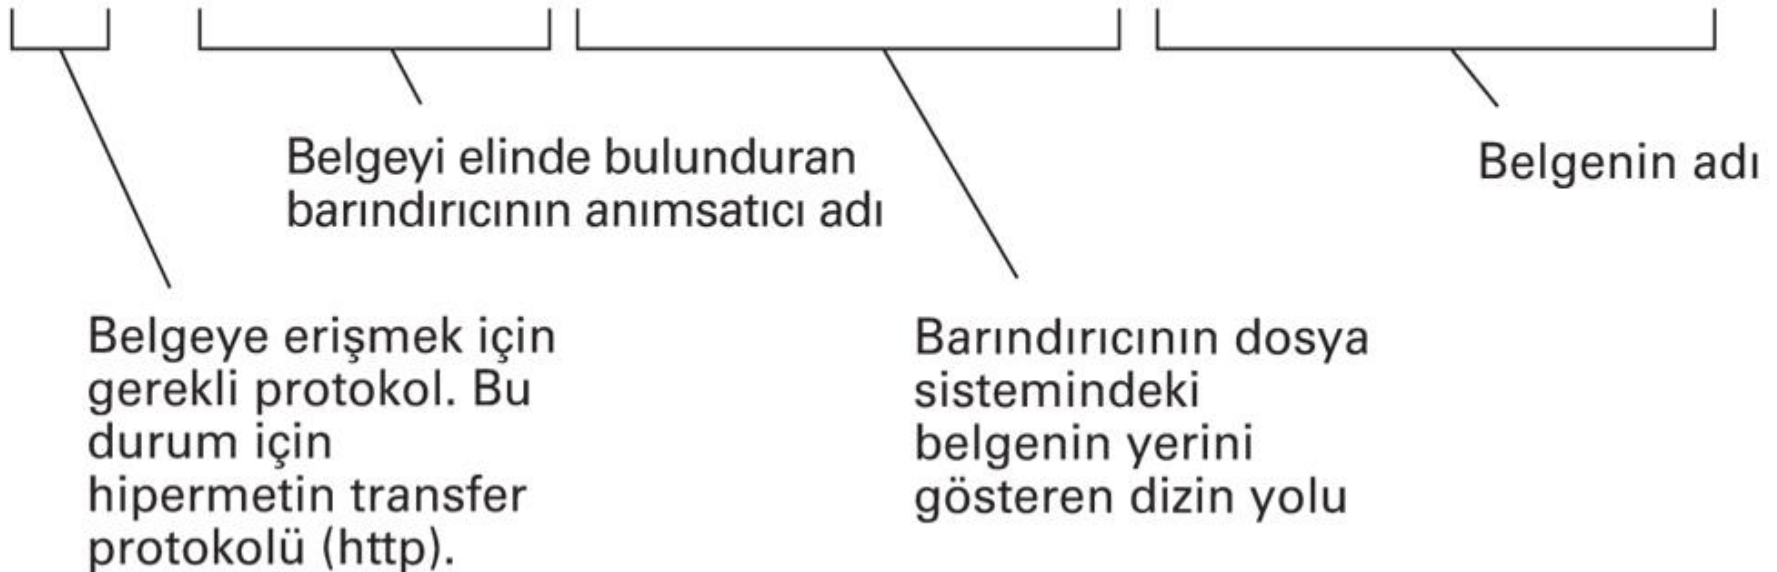 Belgeyi elinde bulunduran
barındırıcının anımsatıcı adı
Belgenin adı
Belgeye erişmek için
gerekli protokol. Bu
durum için
hipermetin transfer
protokolü (http).
Barındırıcının dosya
sistemindeki
belgenin yerini
gösteren dizin yolu